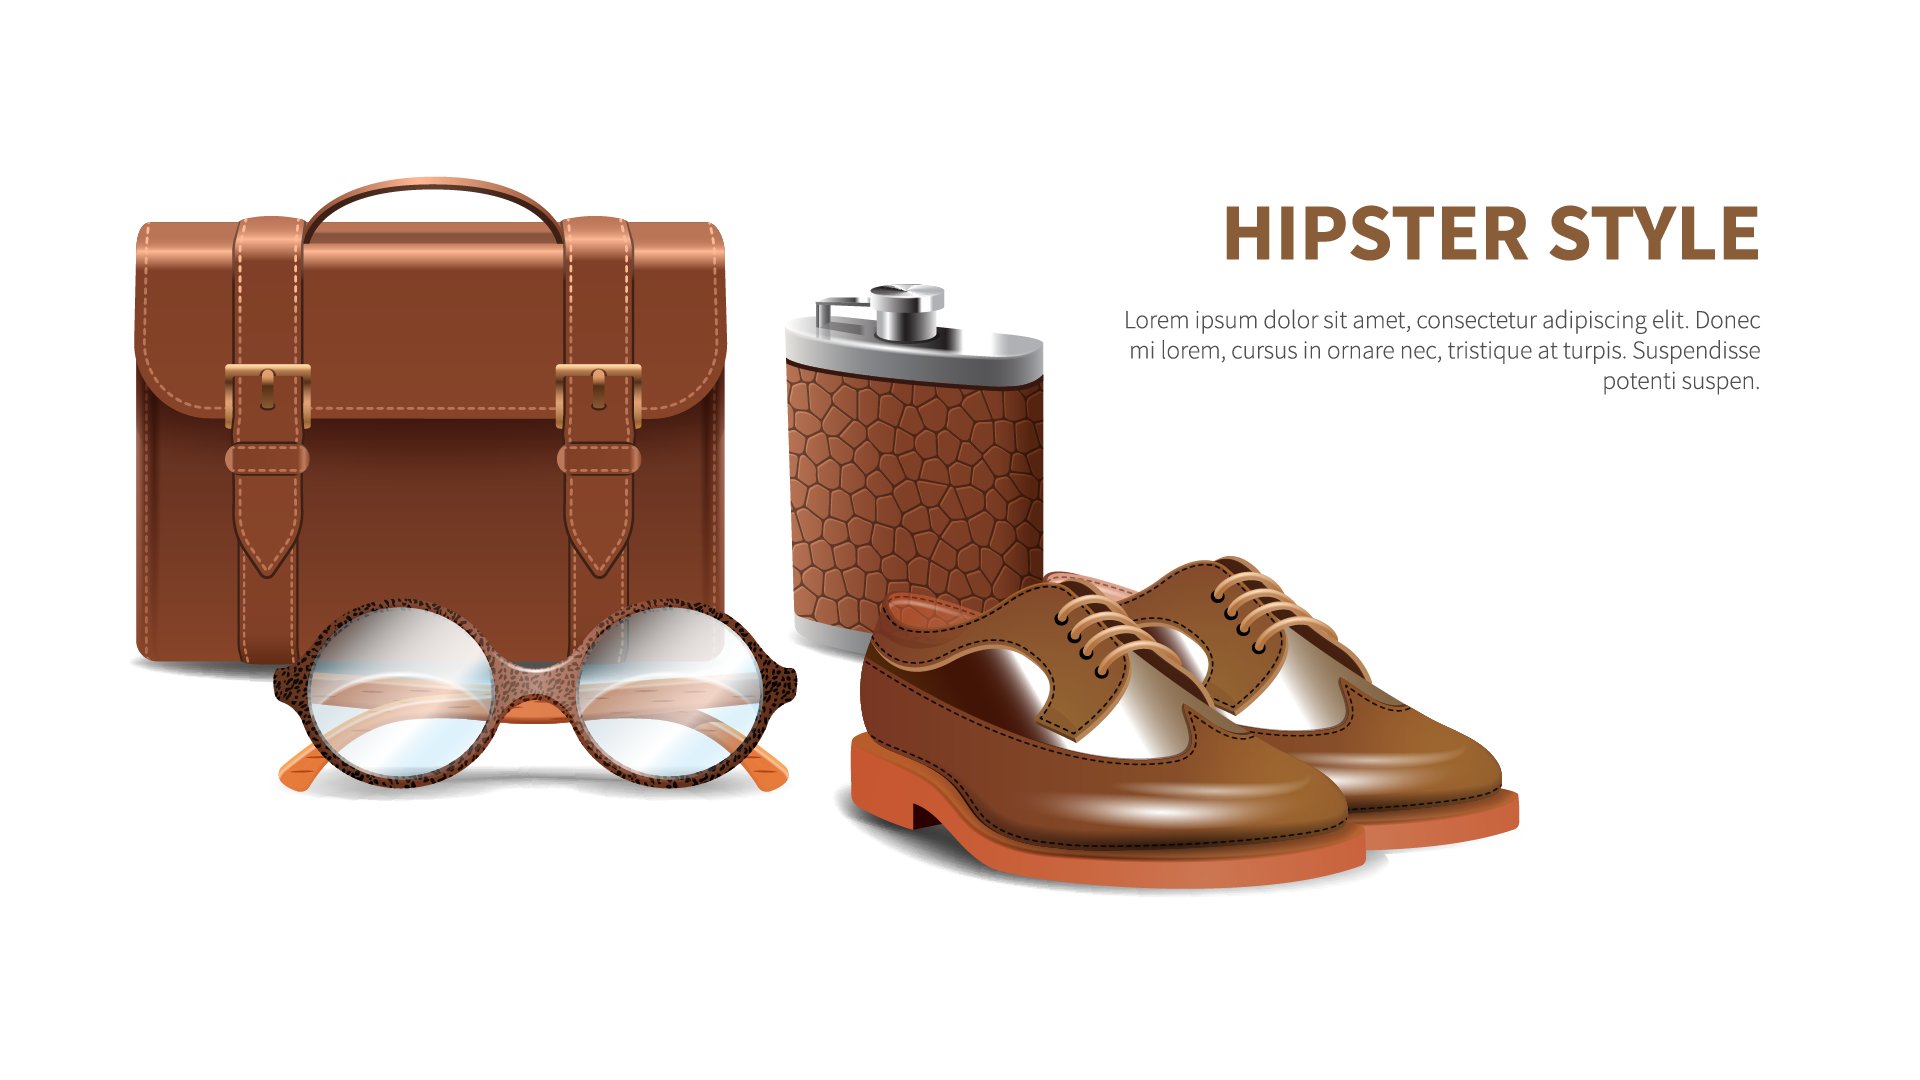 HIPSTER STYLE
Lorem ipsum dolor sit amet, consectetur adipiscing elit. Donec
mi lorem, cursus in ornare nec, tristique at turpis. Suspendisse
potenti suspen.